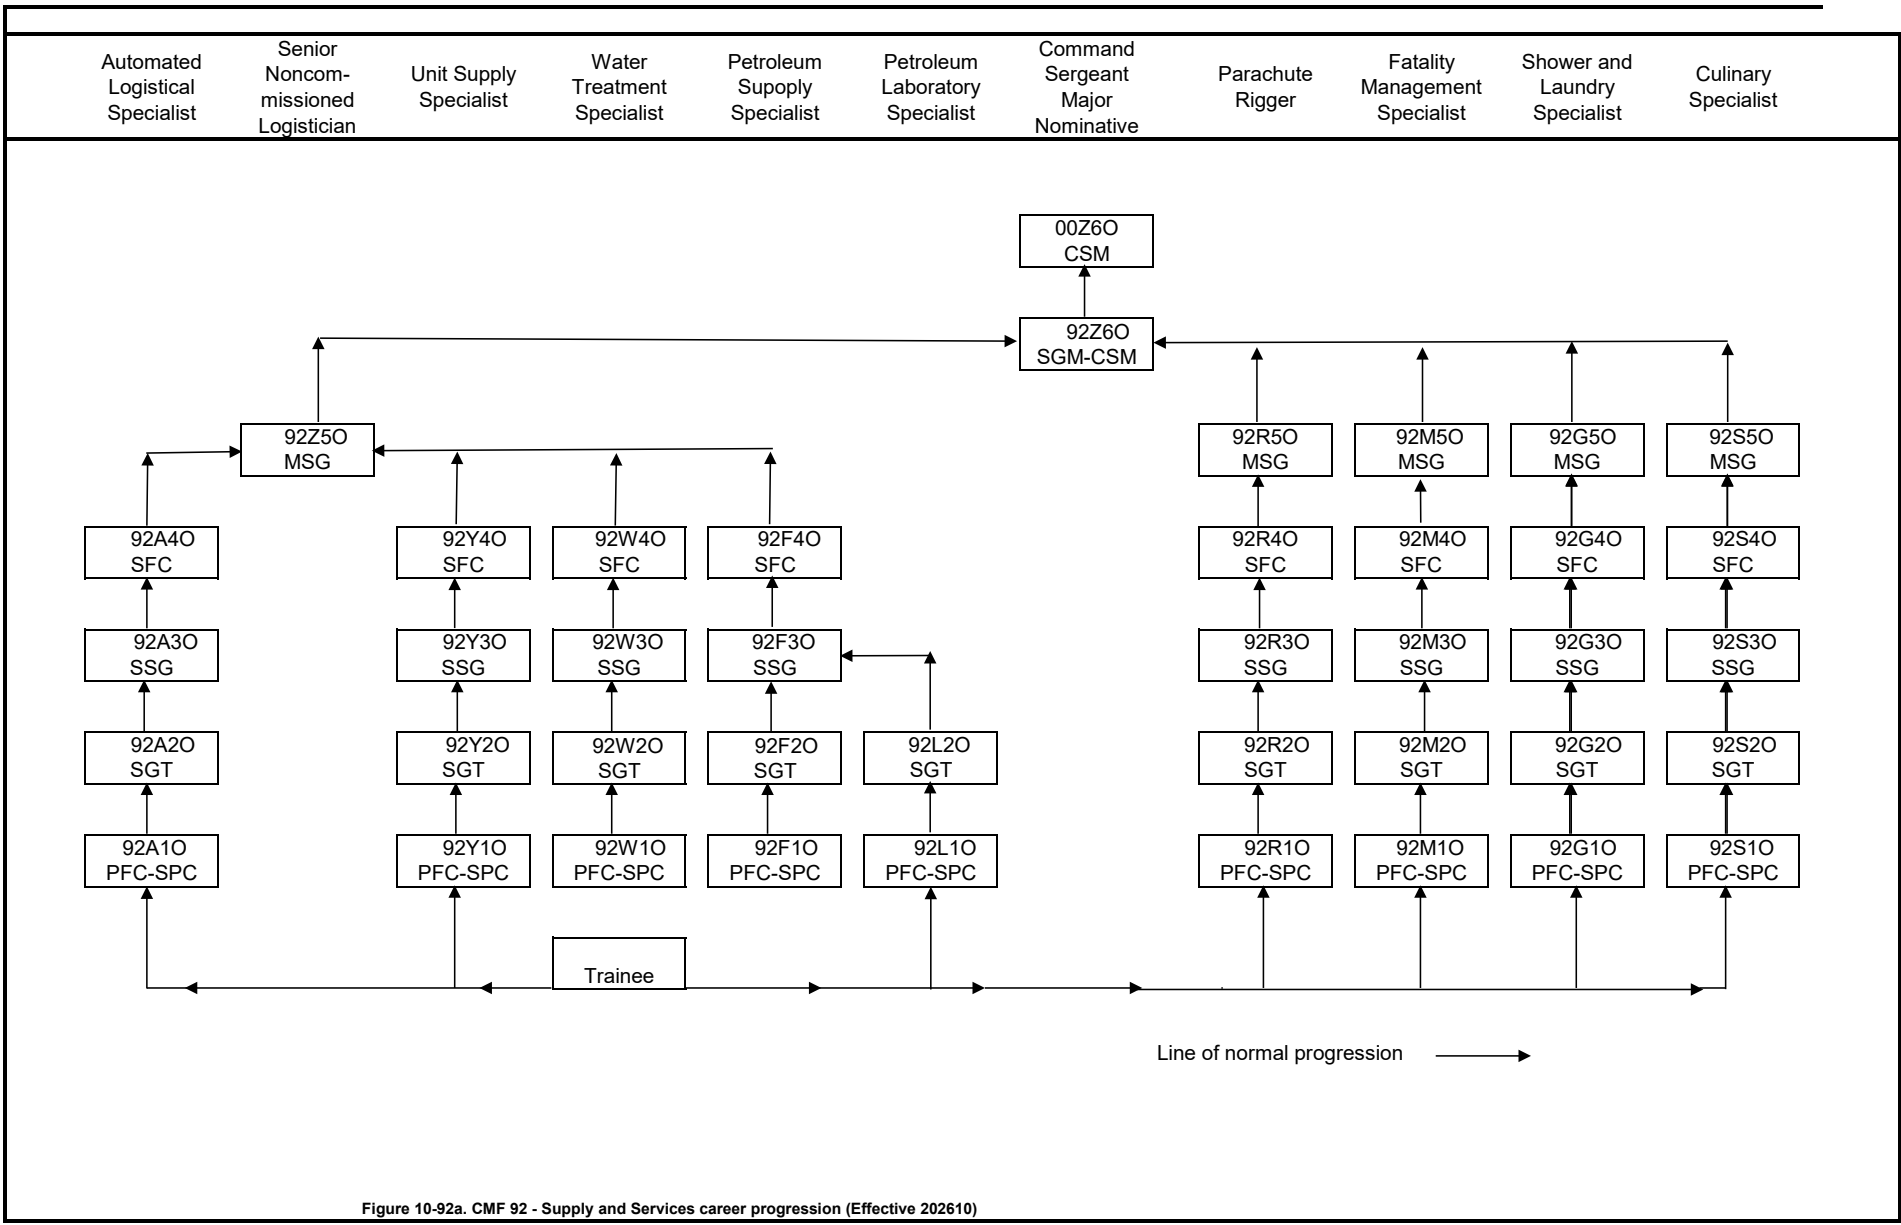 Automated
Logistical
Specialist
Senior
Noncom-
missioned
Logistician
Unit Supply
Specialist
Water
Treatment
Specialist
Petroleum
Supoply
Specialist
Petroleum
Laboratory
Specialist
Command
Sergeant
Major
Nominative
Parachute
Rigger
Fatality
Management
Specialist
Shower and
Laundry
Specialist
Culinary
Specialist
00Z6O
CSM
92Z6O
SGM-CSM
92Z5O
MSG
92R5O
MSG
92M5O
MSG
92G5O
MSG
92S5O
MSG
92A4O
SFC
92Y4O
SFC
92W4O
SFC
92F4O
SFC
92R4O
SFC
92M4O
SFC
92G4O
SFC
92S4O
SFC
92A3O
SSG
92Y3O
SSG
92W3O
SSG
92F3O
SSG
92R3O
SSG
92M3O
SSG
92G3O
SSG
92S3O
SSG
92A2O
SGT
92Y2O
SGT
92W2O
SGT
92F2O
SGT
92L2O
SGT
92R2O
SGT
92M2O
SGT
92G2O
SGT
92S2O
SGT
92A1O
PFC-SPC
92Y1O
PFC-SPC
92W1O
PFC-SPC
92F1O
PFC-SPC
92L1O
PFC-SPC
92R1O
PFC-SPC
92M1O
PFC-SPC
92G1O
PFC-SPC
92S1O
PFC-SPC
Trainee
Line of normal progression
Figure 10-92a. CMF 92 - Supply and Services career progression (Effective 202610)